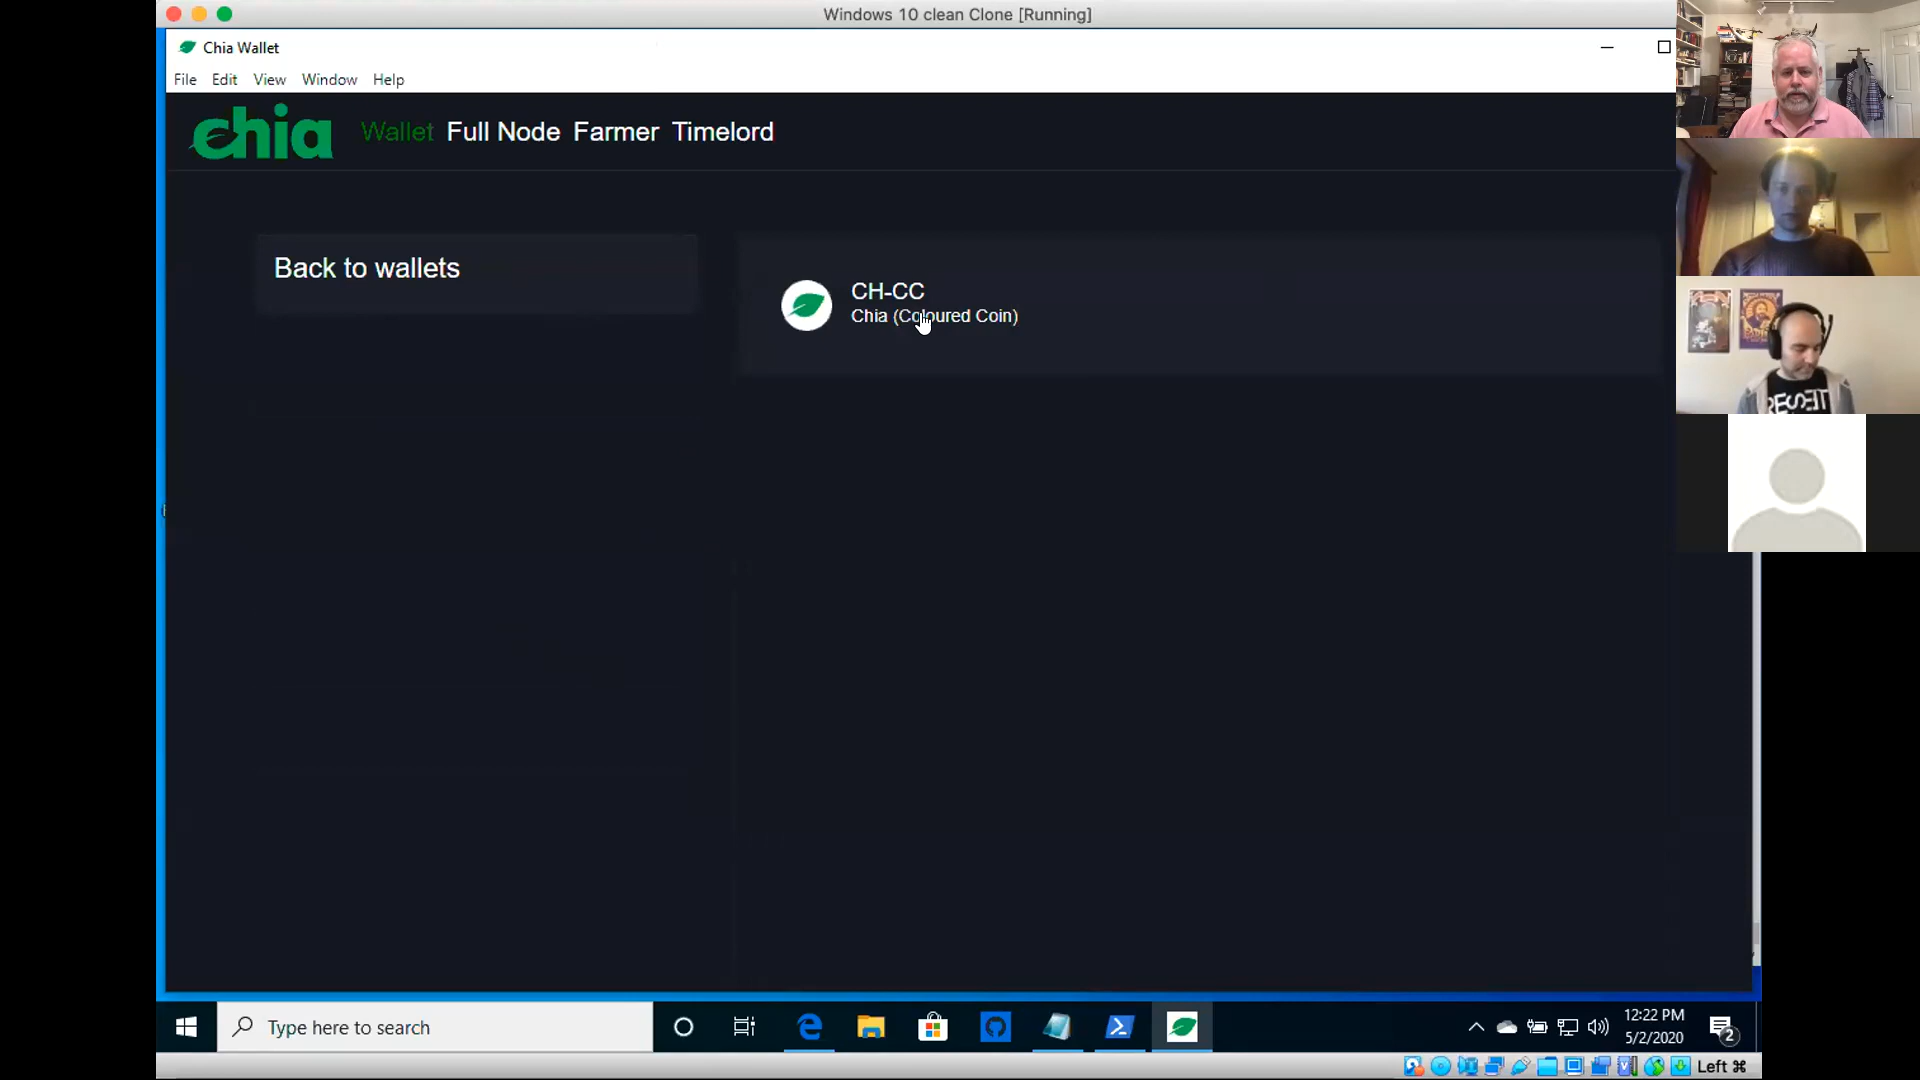 Windows 10 clean Clone [Running]
Chia Wallet
File Edit View Window Help
chia Wallet Full Node Farmer Timelord
Back to wallets
CH-CC
Chia (Coloured Coin)
Type here to search
12:22 PM
5/2/2020
2
Left ⌘